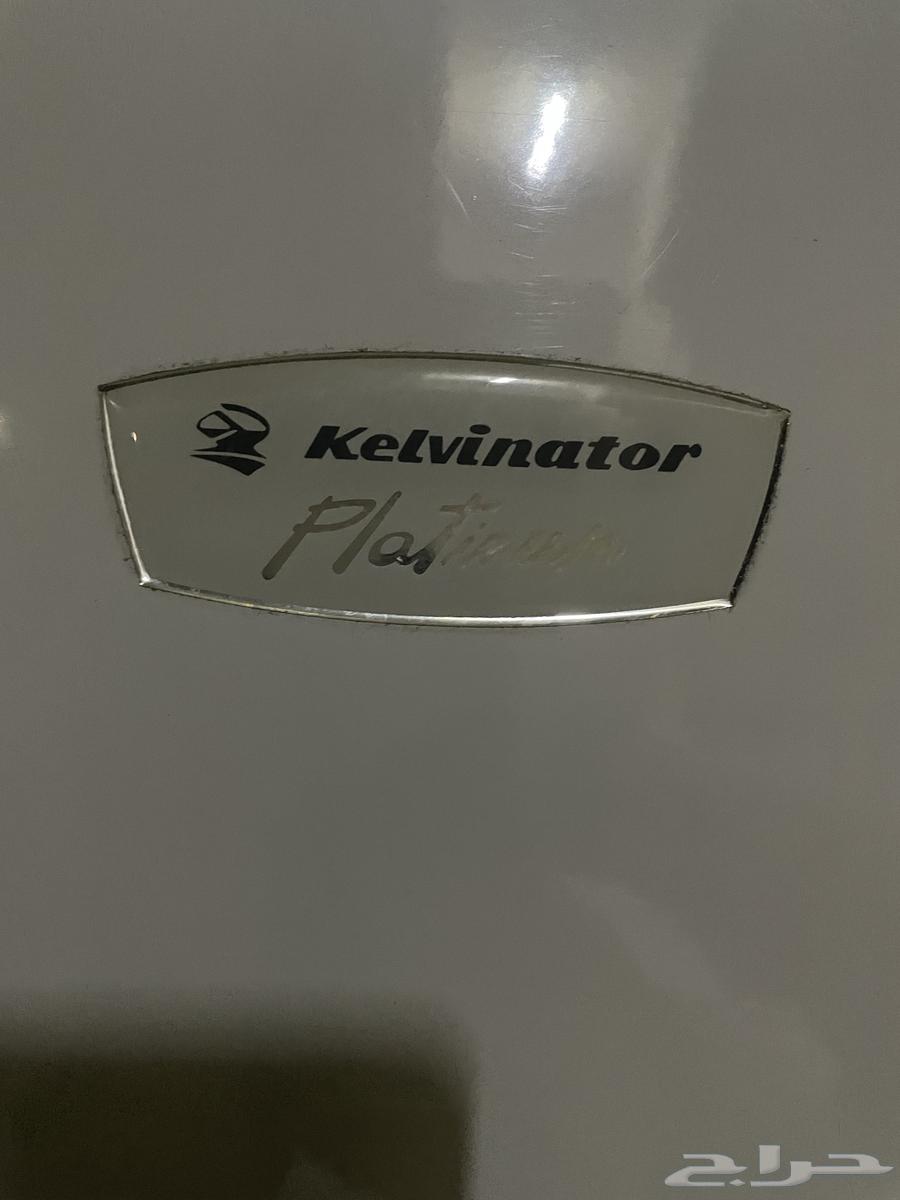 Kelvinator
Platinum
حراج